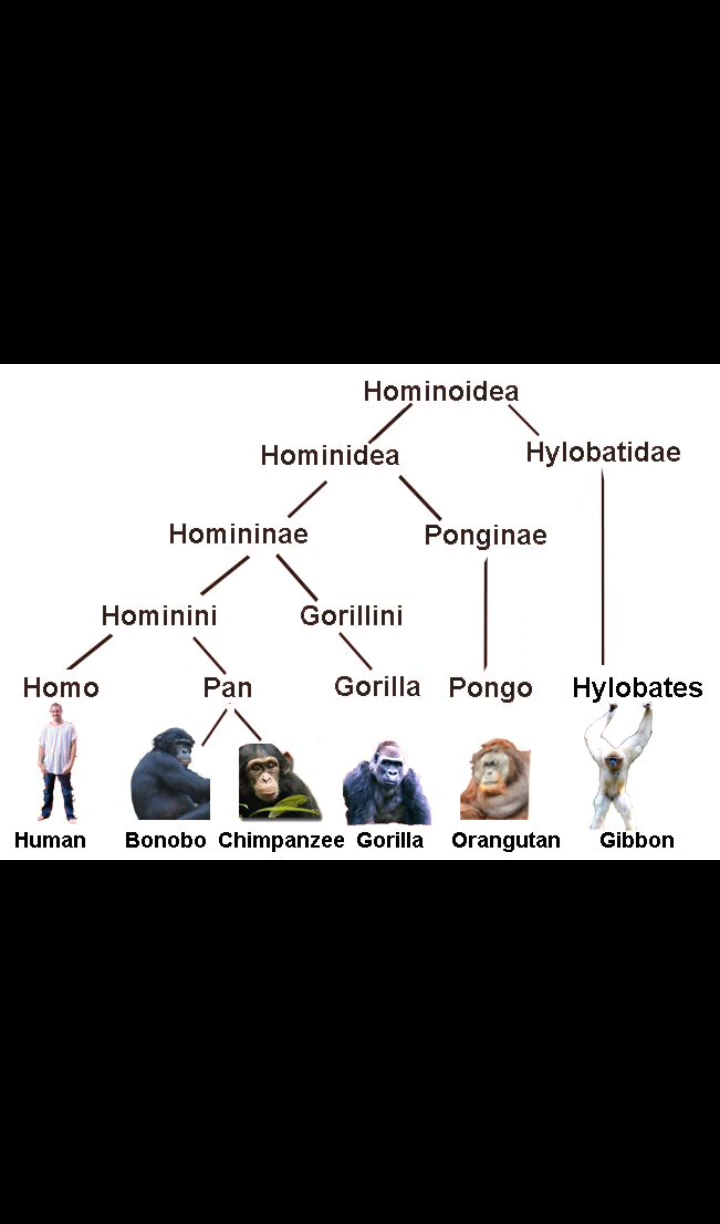 Hominoidea
Hominidea Hylobatidae
Homininae Ponginae
Hominini Gorillini
Homo Pan Gorilla Pongo Hylobates
Human Bonobo Chimpanzee Gorilla Orangutan Gibbon